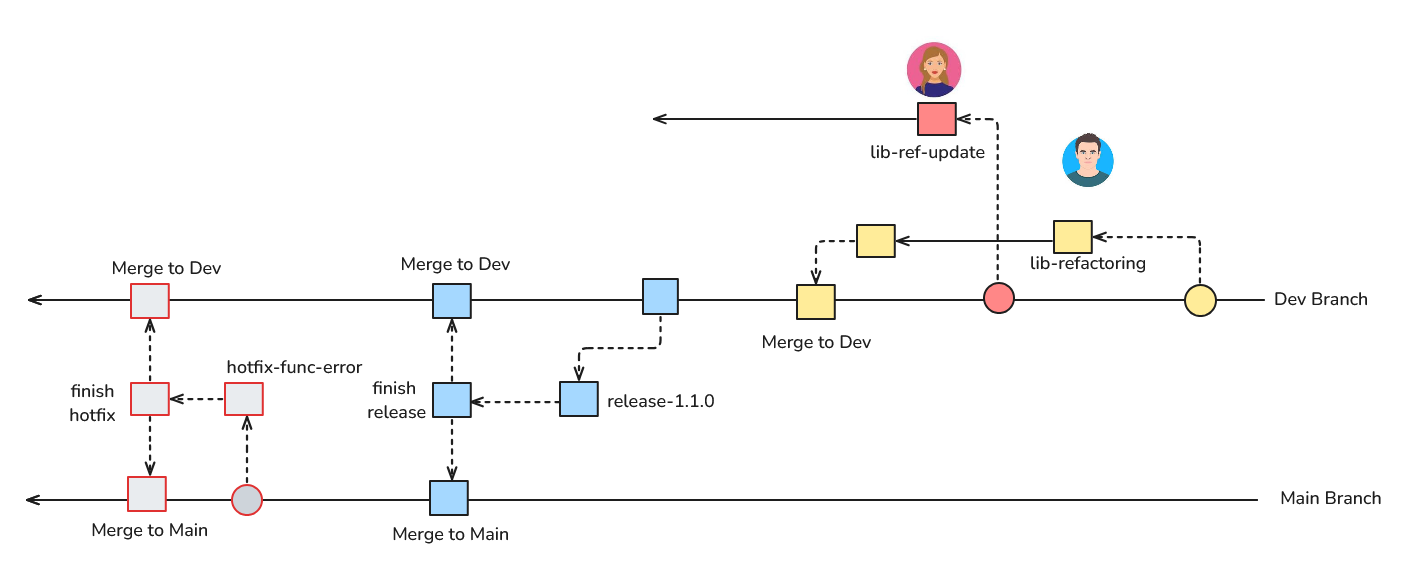 lib-ref-update
lib-refactoring
Merge to Dev
Merge to Dev
Dev Branch
Merge to Dev
hotfix-func-error
finish
hotfix
finish
release
release-1.1.0
Main Branch
Merge to Main
Merge to Main